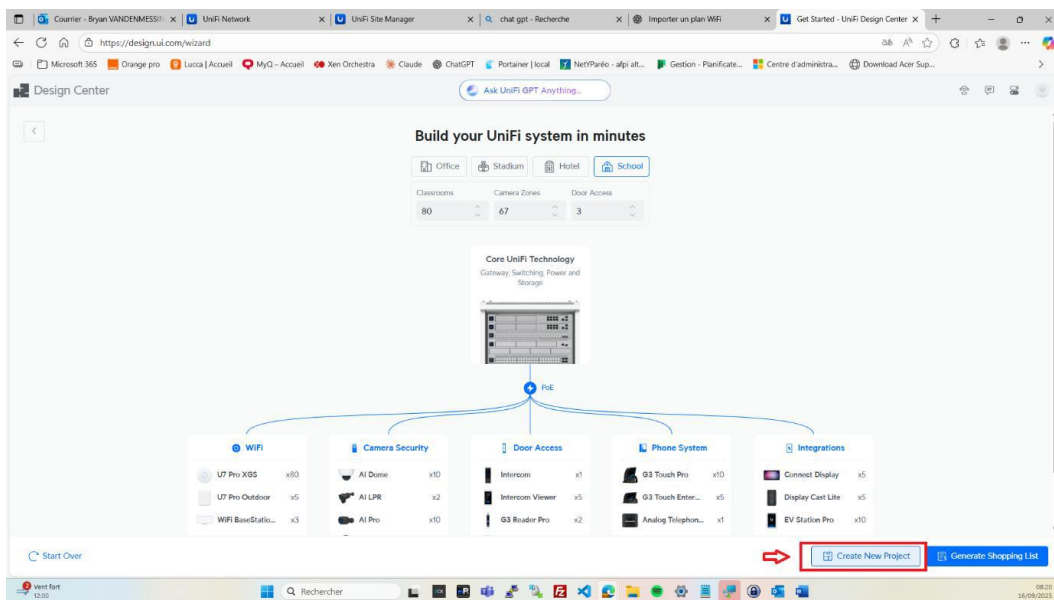 Courrier - Bryan VANDENMESSI
UniFi Network
UniFi Site Manager
chat gpt - Recherche
Importer un plan WiFi
Get Started - UniFi Design Center
https://design.ui.com/wizard
Microsoft 365
Orange pro
Lucca | Accueil
MyQ – Accueil
Xen Orchestra
Claude
ChatGPT
Portainer | local
NetYParéo - afpi alt...
Gestion - Planificate...
Centre d'administra...
Download Acer Sup...
Design Center
Ask UniFi GPT Anything...
Build your UniFi system in minutes
Office
Stadium
Hotel
School
Classrooms
Camera Zones
Door Access
80
67
3
Core UniFi Technology
Gateway, Switching, Power and
Storage
PoE
WiFi
U7 Pro XGS x80
U7 Pro Outdoor x5
WiFi BaseStatio... x3
Camera Security
AI Dome x10
AI LPR x2
AI Pro x10
Door Access
Intercom x1
Intercom Viewer x5
G3 Reader Pro x2
Phone System
G3 Touch Pro x10
G3 Touch Enter... x5
Analog Telephon... x1
Integrations
Connect Display x5
Display Cast Lite x5
EV Station Pro x10
Start Over
Create New Project
Generate Shopping List
2
Vent fort
12:00
Rechercher
08:20
16/09/2025